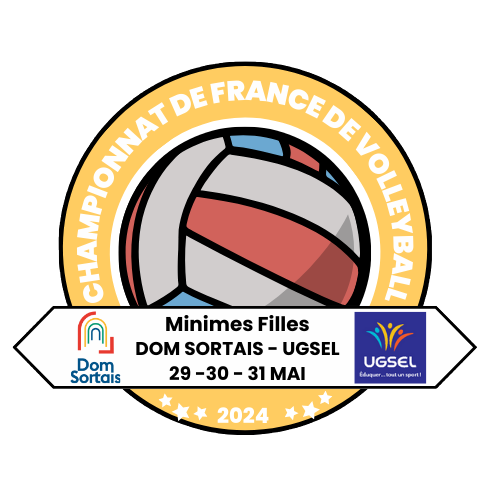 CHAMPIONNAT DE FRANCE DE VOLLEYBALL
Minimes Filles
DOM SORTAIS - UGSEL
29 -30 - 31 MAI
Dom
Sortais
UGSEL
Éduquer... tout un sport !
2024